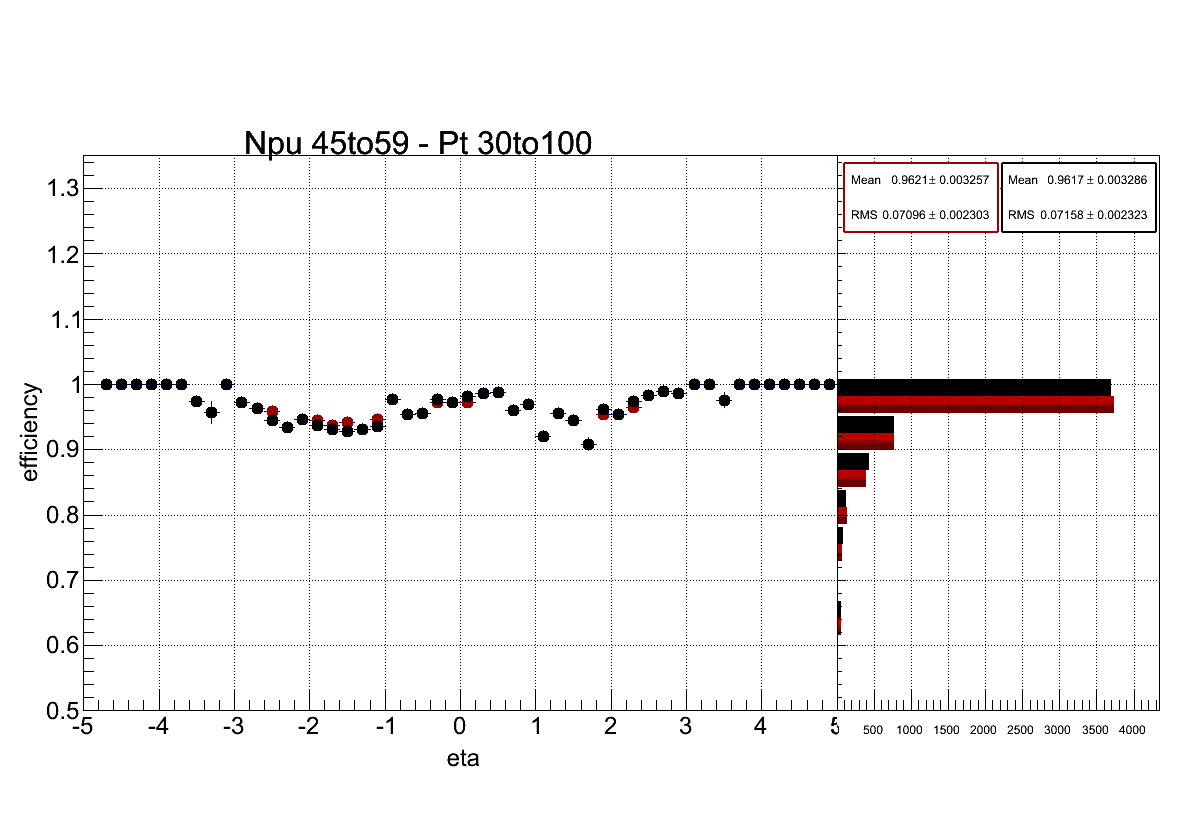 Npu 45to59 - Pt 30to100
Mean 0.9621± 0.003257
RMS 0.07096 ± 0.002303
Mean 0.9617 ± 0.003286
RMS 0.07158 ± 0.002323
1.3
1.2
1.1
1
0.9
0.8
0.7
0.6
0.5
efficiency
-5 -4 -3 -2 -1 0 1 2 3 4 5
500 1000 1500 2000 2500 3000 3500 4000
eta